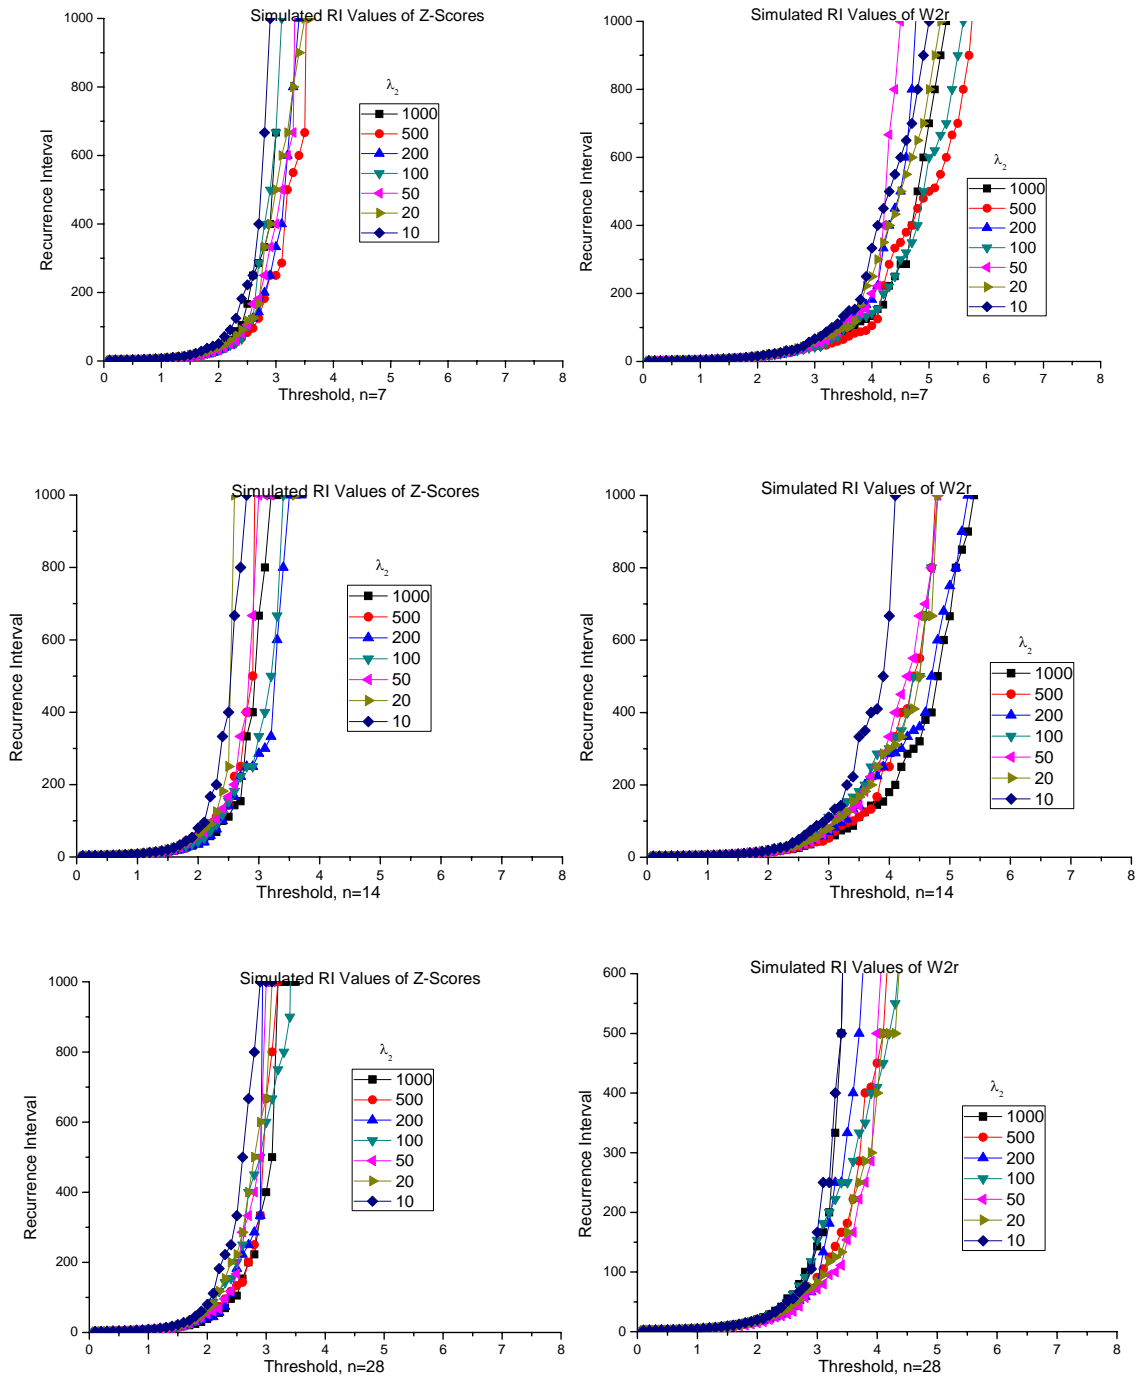 Simulated RI Values of Z-Scores
Recurrence Interval
1000
800
600
400
200
0
0 1 2 3 4 5 6 7 8
Threshold, n=7
λ2
1000
500
200
100
50
20
10
Simulated RI Values of W2r
Recurrence Interval
1000
800
600
400
200
0
0 1 2 3 4 5 6 7 8
Threshold, n=7
λ2
1000
500
200
100
50
20
10
Simulated RI Values of Z-Scores
Recurrence Interval
1000
800
600
400
200
0
0 1 2 3 4 5 6 7 8
Threshold, n=14
λ2
1000
500
200
100
50
20
10
Simulated RI Values of W2r
Recurrence Interval
1000
800
600
400
200
0
0 1 2 3 4 5 6 7 8
Threshold, n=14
λ2
1000
500
200
100
50
20
10
Simulated RI Values of Z-Scores
Recurrence Interval
1000
800
600
400
200
0
0 1 2 3 4 5 6 7 8
Threshold, n=28
λ2
1000
500
200
100
50
20
10
Simulated RI Values of W2r
Recurrence Interval
600
500
400
300
200
100
0
0 1 2 3 4 5 6 7 8
Threshold, n=28
λ2
1000
500
200
100
50
20
10